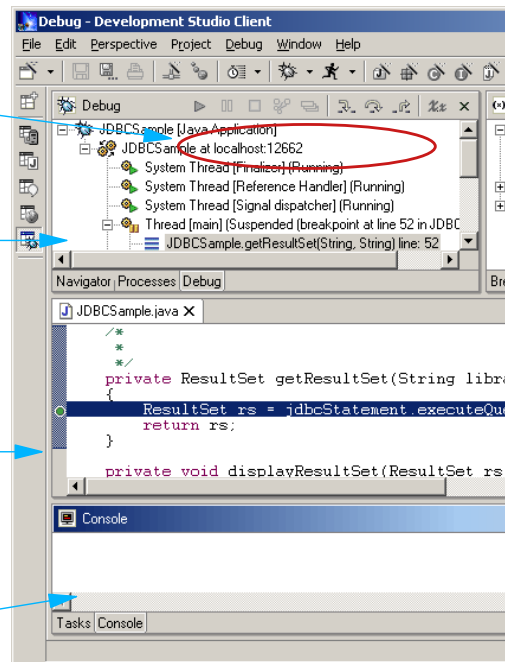 Debug - Development Studio Client
File Edit Perspective Project Debug Window Help
Debug
JDBCSample [Java Application]
JDBCSample at localhost:12662
System Thread [Finalizer] (Running)
System Thread [Reference Handler] (Running)
System Thread [Signal dispatcher] (Running)
Thread [main] (Suspended (breakpoint at line 52 in JDBC
JDBCSample.getResultSet(String, String) line: 52
Navigator Processes Debug
Bre
JDBCSample.java
/*
*
*/
private ResultSet getResultSet(String libra
{
ResultSet rs = jdbcStatement.executeQue
return rs;
}
private void displayResultSet(ResultSet rs
Console
Tasks Console